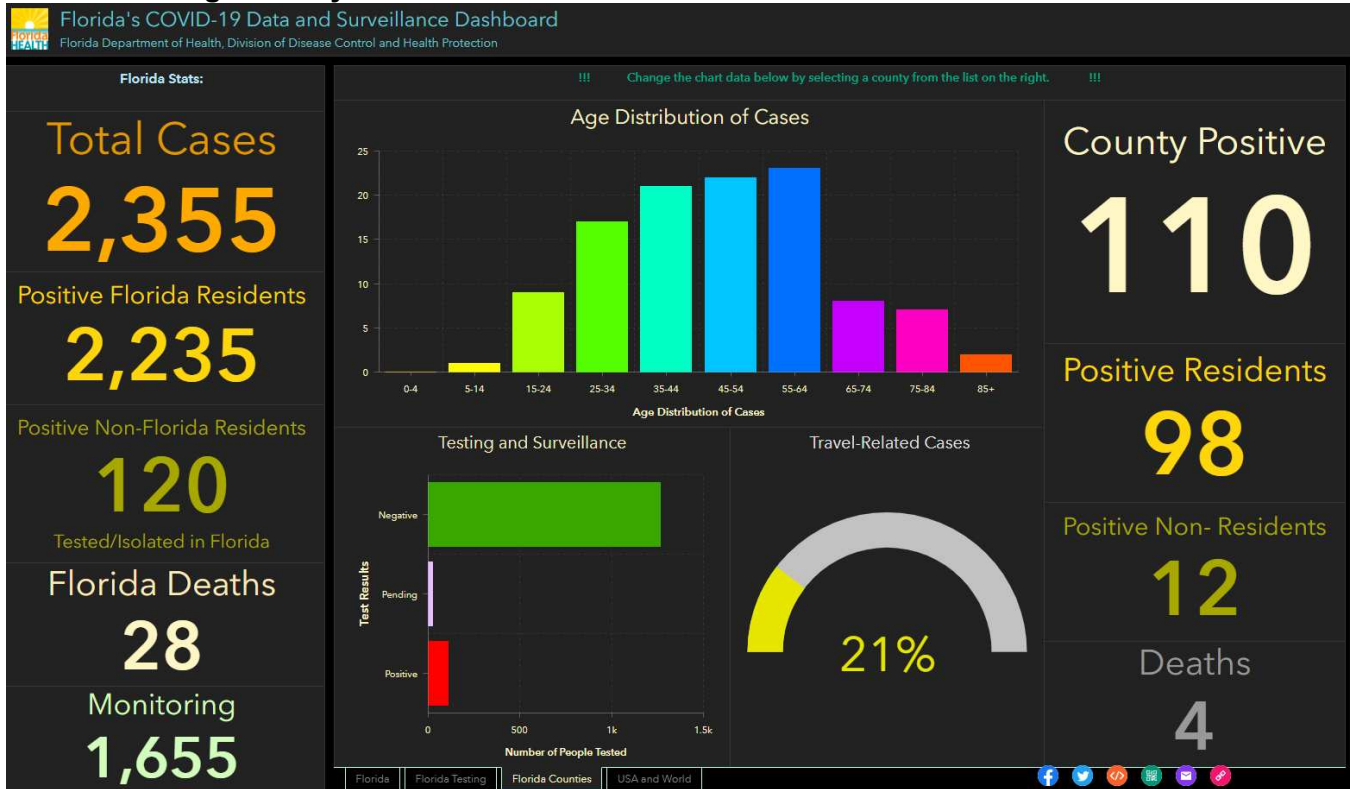 Florida HEALTH
Florida's COVID-19 Data and Surveillance Dashboard
Florida Department of Health, Division of Disease Control and Health Protection
Florida Stats:
Total Cases
2,355
Positive Florida Residents
2,235
Positive Non-Florida Residents
120
Tested/Isolated in Florida
Florida Deaths
28
Monitoring
1,655
!!! Change the chart data below by selecting a county from the list on the right. !!!
Age Distribution of Cases
25
20
15
10
5
0
0-4 5-14 15-24 25-34 35-44 45-54 55-64 65-74 75-84 85+
Age Distribution of Cases
Testing and Surveillance
Test Results
Negative
Pending
Positive
0 500 1k 1.5k
Number of People Tested
Travel-Related Cases
21%
County Positive
110
Positive Residents
98
Positive Non- Residents
12
Deaths
4
Florida Florida Testing Florida Counties USA and World